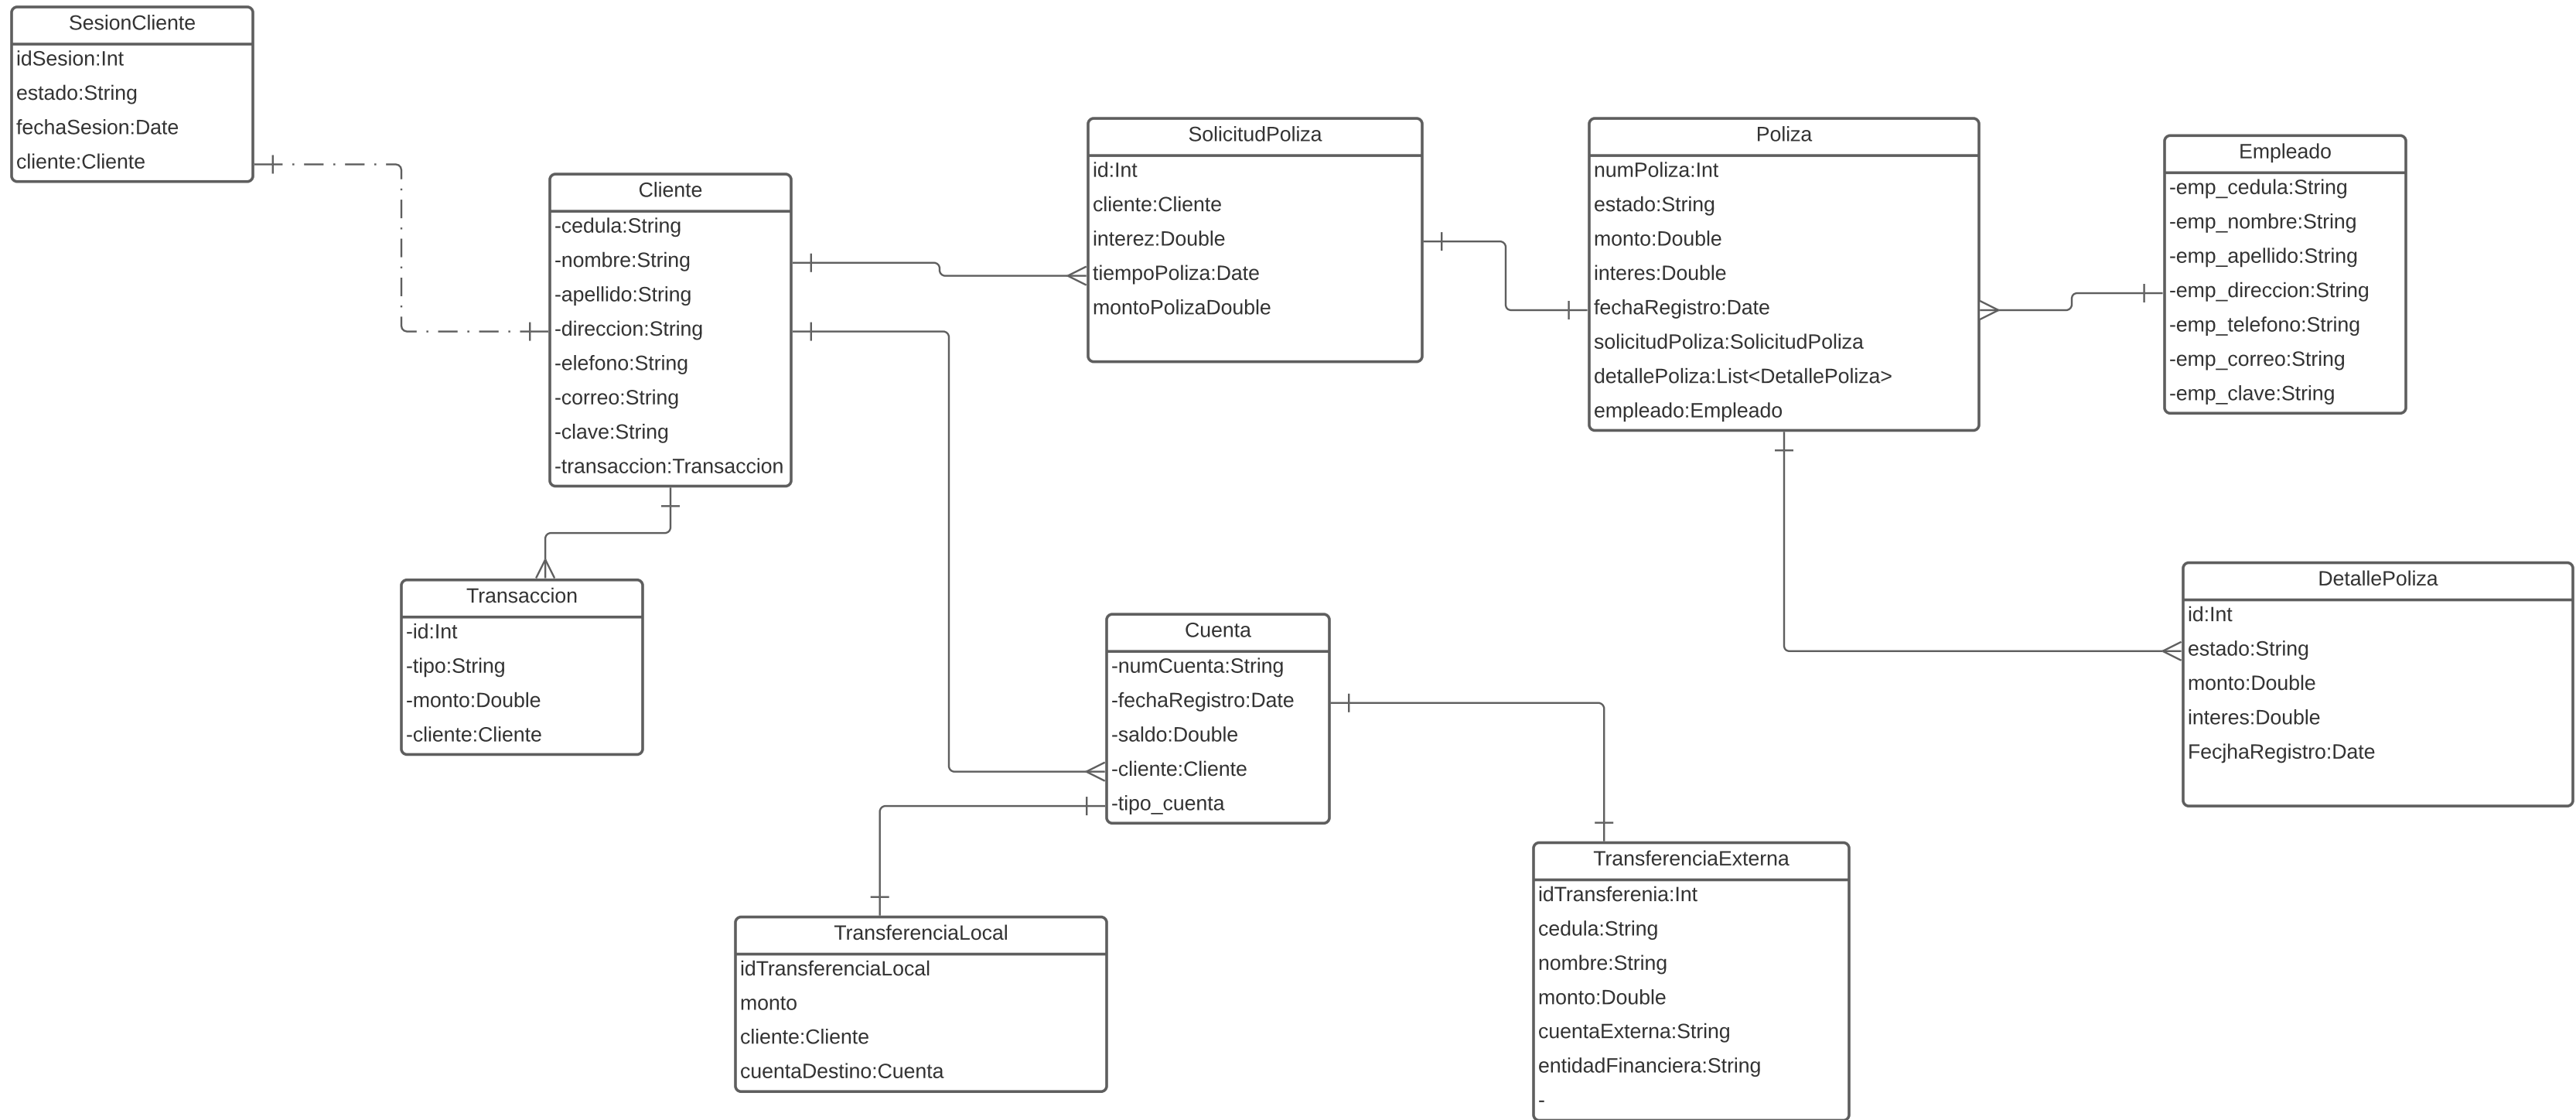 SesionCliente
idSesion:Int
estado:String
fechaSesion:Date
cliente:Cliente
Cliente
-cedula:String
-nombre:String
-apellido:String
-direccion:String
-elefono:String
-correo:String
-clave:String
-transaccion:Transaccion
SolicitudPoliza
id:Int
cliente:Cliente
interez:Double
tiempoPoliza:Date
montoPolizaDouble
Poliza
numPoliza:Int
estado:String
monto:Double
interes:Double
fechaRegistro:Date
solicitudPoliza:SolicitudPoliza
detallePoliza:List<DetallePoliza>
empleado:Empleado
Empleado
-emp_cedula:String
-emp_nombre:String
-emp_apellido:String
-emp_direccion:String
-emp_telefono:String
-emp_correo:String
-emp_clave:String
Transaccion
-id:Int
-tipo:String
-monto:Double
-cliente:Cliente
Cuenta
-numCuenta:String
-fechaRegistro:Date
-saldo:Double
-cliente:Cliente
-tipo_cuenta
DetallePoliza
id:Int
estado:String
monto:Double
interes:Double
FecjhaRegistro:Date
TransferenciaLocal
idTransferenciaLocal
monto
cliente:Cliente
cuentaDestino:Cuenta
TransferenciaExterna
idTransferenia:Int
cedula:String
nombre:String
monto:Double
cuentaExterna:String
entidadFinanciera:String
-